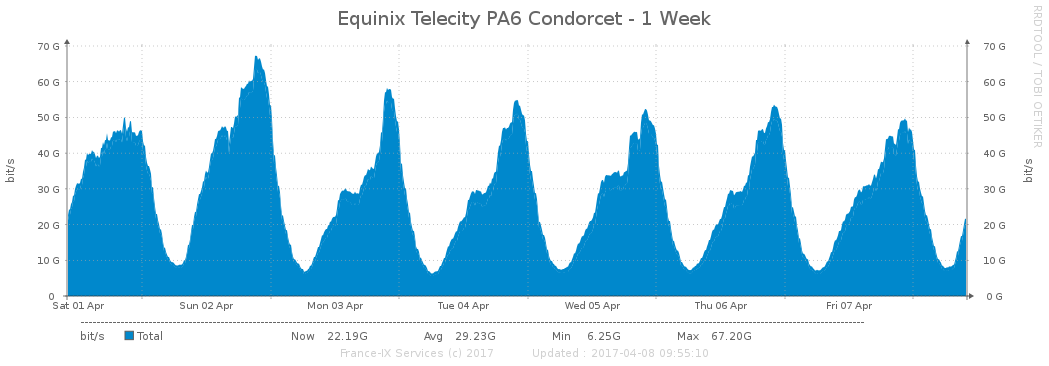 Equinix Telecity PA6 Condorcet - 1 Week
RRDTOOL / TOBI OETIKER
70 G 70 G
60 G 60 G
50 G 50 G
40 G 40 G
bit/s bit/s
30 G 30 G
20 G 20 G
10 G 10 G
0 0 G
Sat 01 Apr Sun 02 Apr Mon 03 Apr Tue 04 Apr Wed 05 Apr Thu 06 Apr Fri 07 Apr
bit/s Total Now 22.19G Avg 29.23G Min 6.25G Max 67.20G
France-IX Services (c) 2017 Updated : 2017-04-08 09:55:10